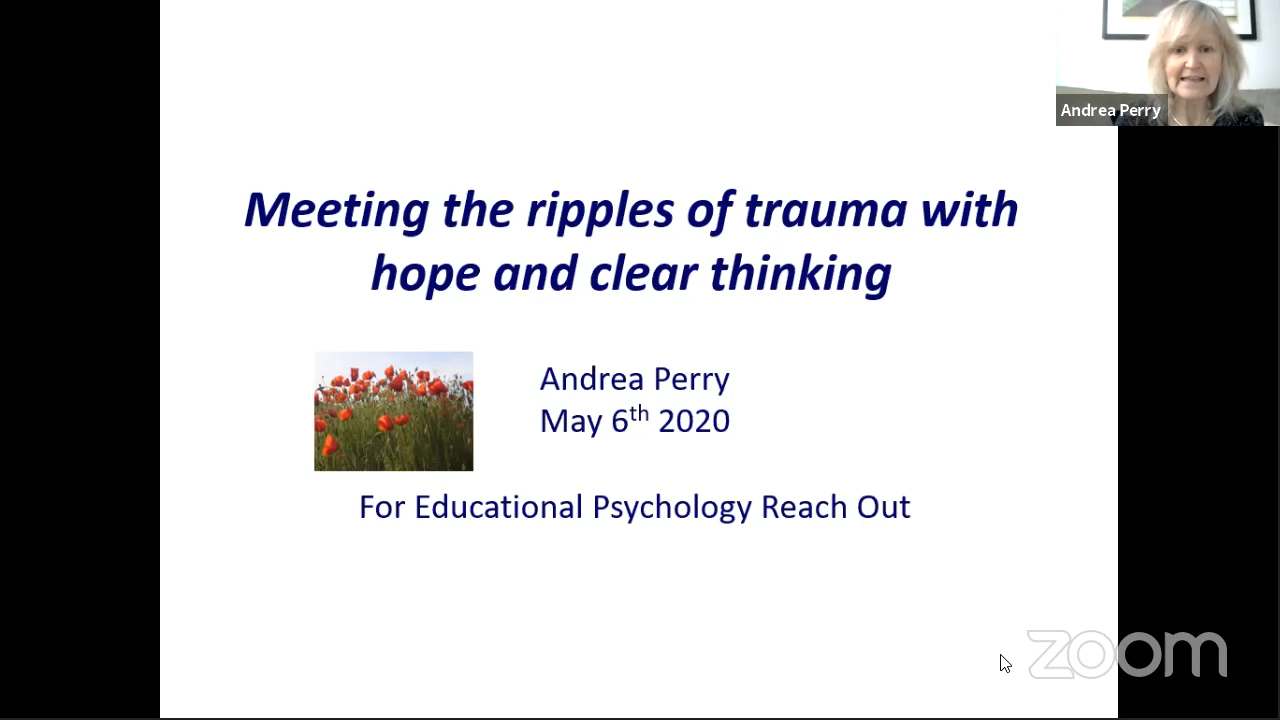 Andrea Perry
Meeting the ripples of trauma with
hope and clear thinking
Andrea Perry
May 6th 2020
For Educational Psychology Reach Out
zoom